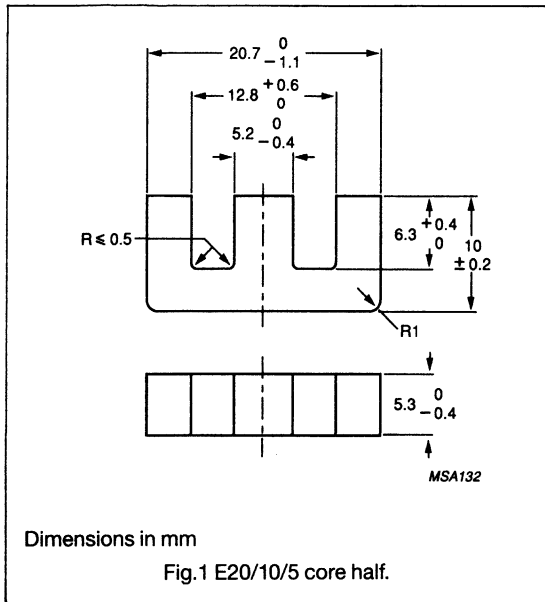 20.7 0 − 1.1
12.8 + 0.6 0
5.2 0 − 0.4
R ≤ 0.5
6.3 + 0.4 0
10 ± 0.2
R1
5.3 0 − 0.4
MSA132
Dimensions in mm
Fig.1 E20/10/5 core half.